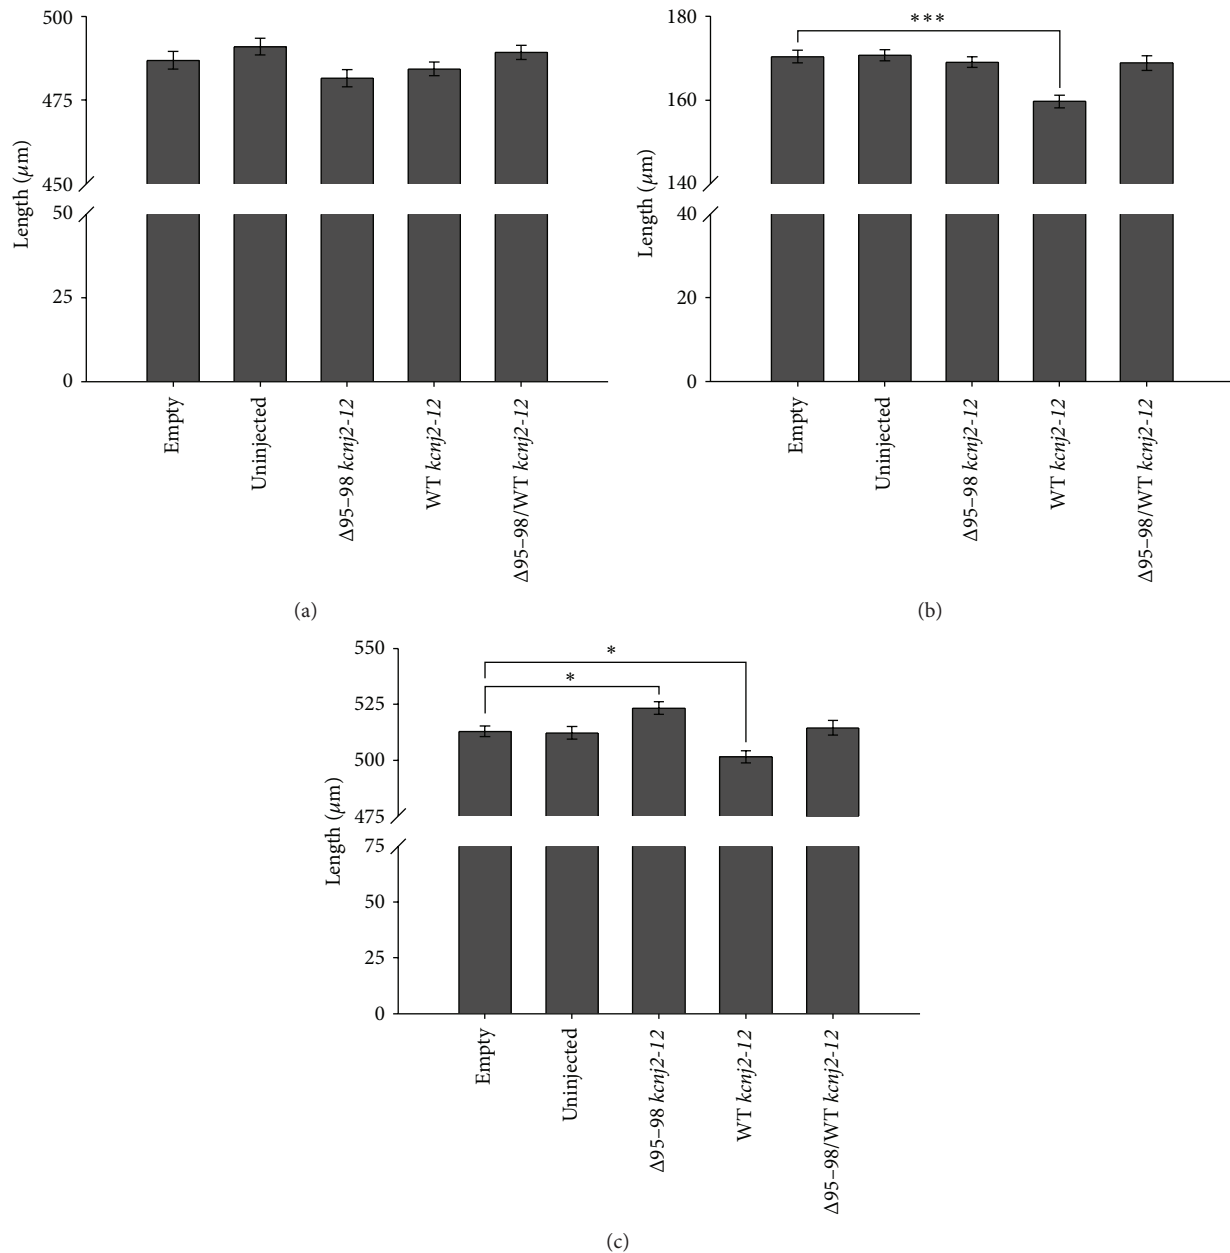 500
475
450
50
25
0
Length (μm)
Empty
Uninjected
Δ95–98 kcnj2-12
WT kcnj2-12
Δ95–98/WT kcnj2-12
(a)
***
180
160
140
40
20
0
Length (μm)
Empty
Uninjected
Δ95–98 kcnj2-12
WT kcnj2-12
Δ95–98/WT kcnj2-12
(b)
*
*
550
525
500
475
75
50
25
0
Length (μm)
Empty
Uninjected
Δ95–98 kcnj2-12
WT kcnj2-12
Δ95–98/WT kcnj2-12
(c)